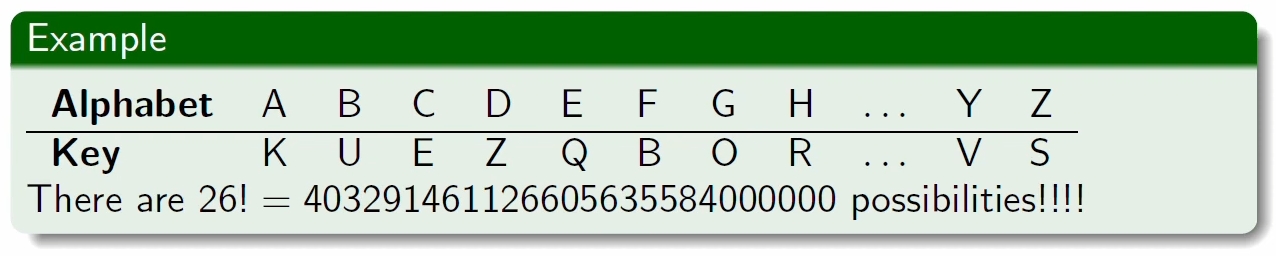 Example
Alphabet A B C D E F G H ... Y Z
Key K U E Z Q B O R ... V S
There are 26! = 403291461126605635584000000 possibilities!!!!